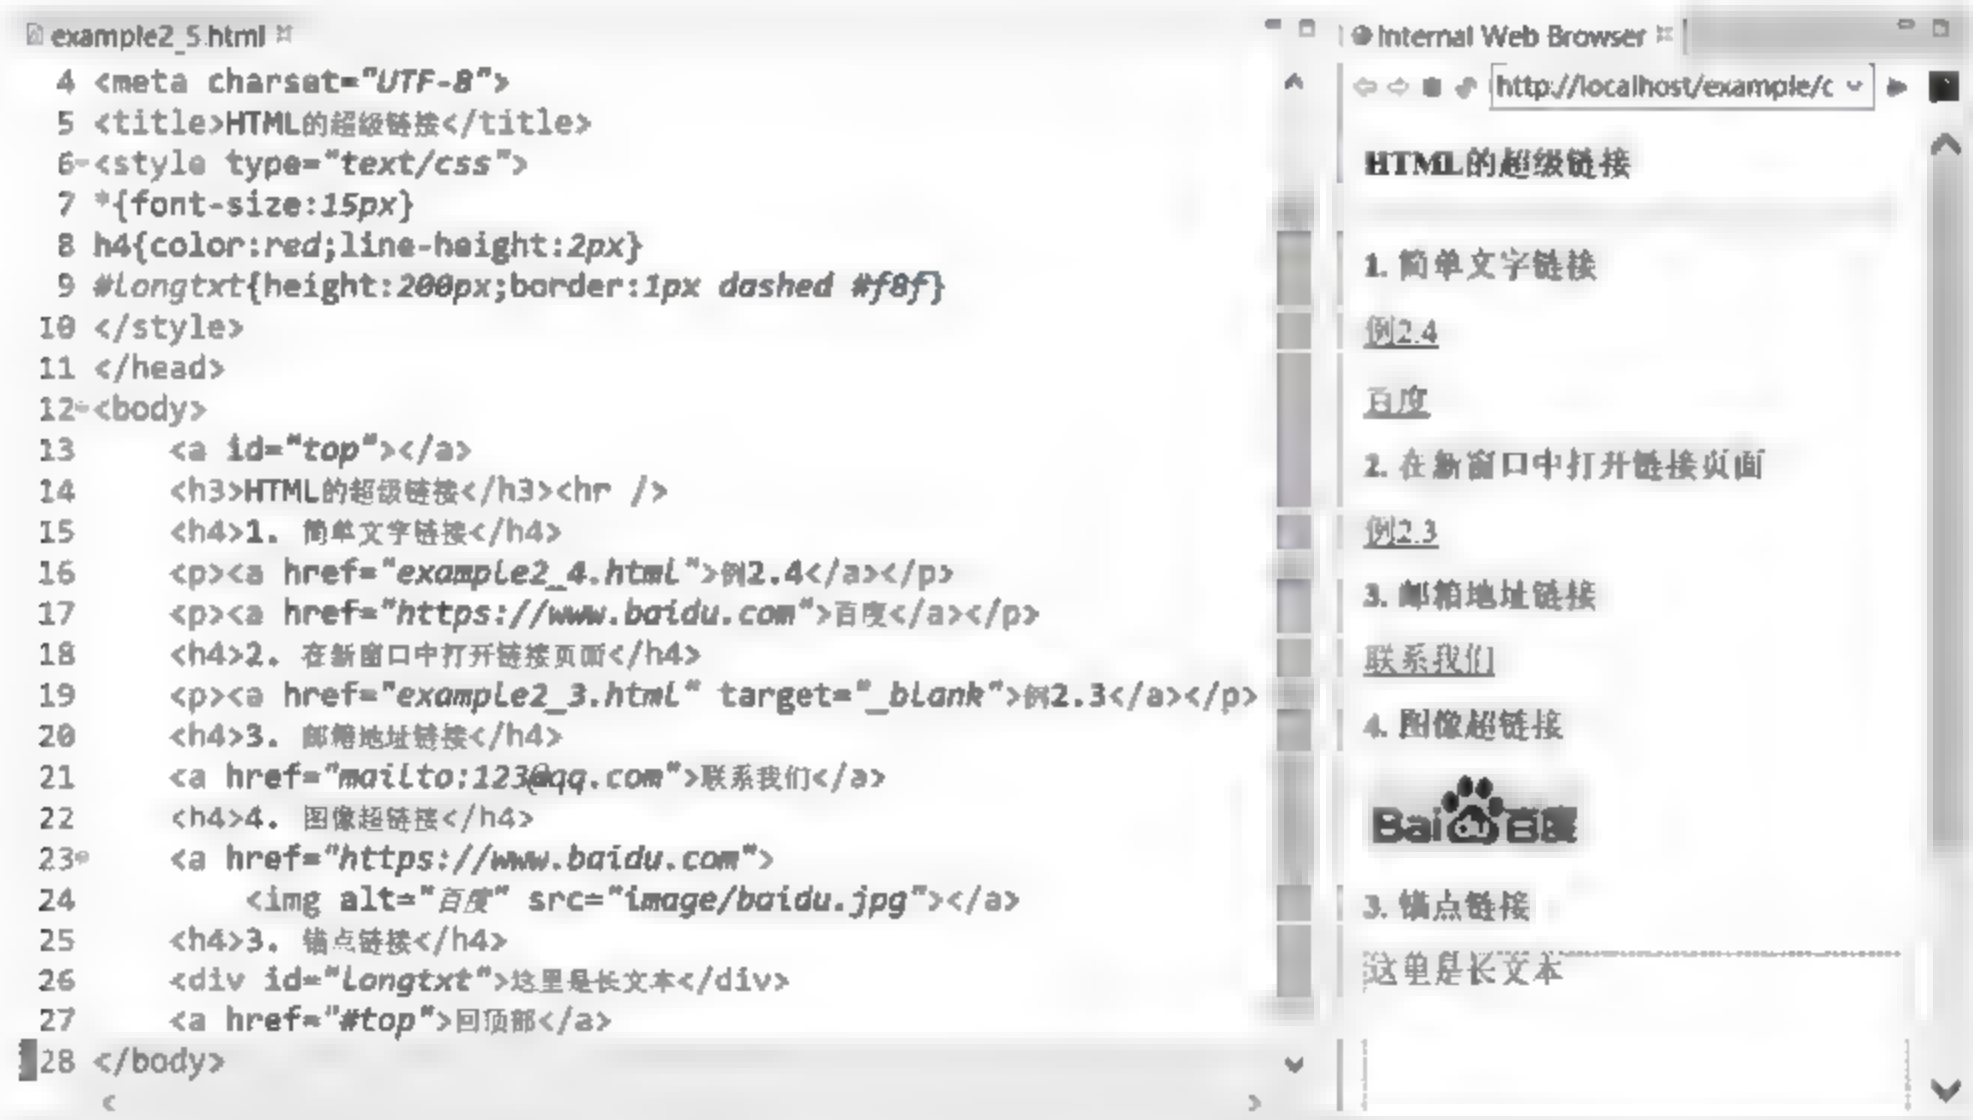 example2_5.html
4 <meta charset="UTF-8">
5 <title>HTML的超级链接</title>
6 <style type="text/css">
7 *{font-size:15px}
8 h4{color:red;line-height:2px}
9 #longtxt{height:200px;border:1px dashed #f8f}
10 </style>
11 </head>
12 <body>
13 <a id="top"></a>
14 <h3>HTML的超级链接</h3><hr />
15 <h4>1. 简单文字链接</h4>
16 <p><a href="example2_4.html">例2.4</a></p>
17 <p><a href="https://www.baidu.com">百度</a></p>
18 <h4>2. 在新窗口中打开链接页面</h4>
19 <p><a href="example2_3.html" target="_blank">例2.3</a></p>
20 <h4>3. 邮箱地址链接</h4>
21 <a href="mailto:123@qq.com">联系我们</a>
22 <h4>4. 图像超链接</h4>
23 <a href="https://www.baidu.com">
24 <img alt="百度" src="image/baidu.jpg"></a>
25 <h4>3. 锚点链接</h4>
26 <div id="longtxt">这里是长文本</div>
27 <a href="#top">回顶部</a>
28 </body>
Internal Web Browser
http://localhost/example/c
HTML的超级链接
1. 简单文字链接
例2.4
百度
2. 在新窗口中打开链接页面
例2.3
3. 邮箱地址链接
联系我们
4. 图像超链接
Bai 百度
3. 锚点链接
这里是长文本